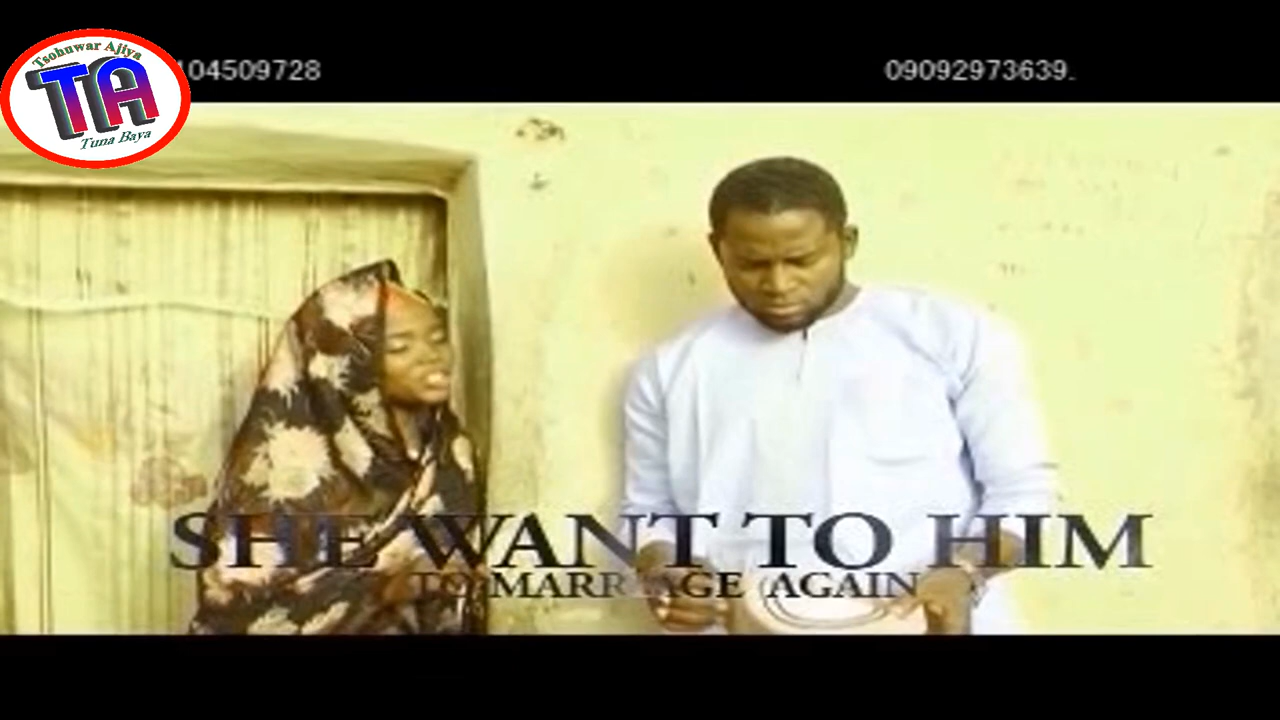 Tsohuwar Ajiya
TA
Tuna Baya
104509728
09092973639.
SHE WANT TO HIM
TO MARRIAGE AGAIN